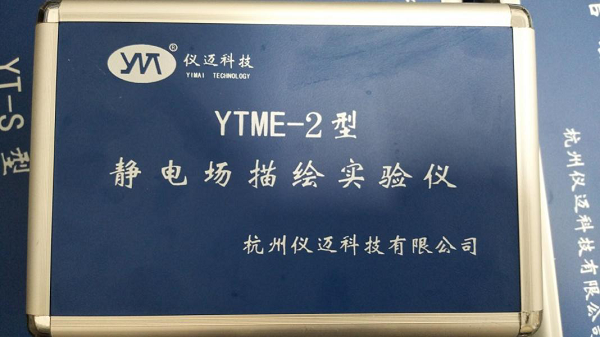 YMT® 仪迈科技
YIMAI TECHNOLOGY
YTME-2型
静电场描绘实验仪
杭州仪迈科技有限公司
YT-S型
杭州仪迈科技有限公司